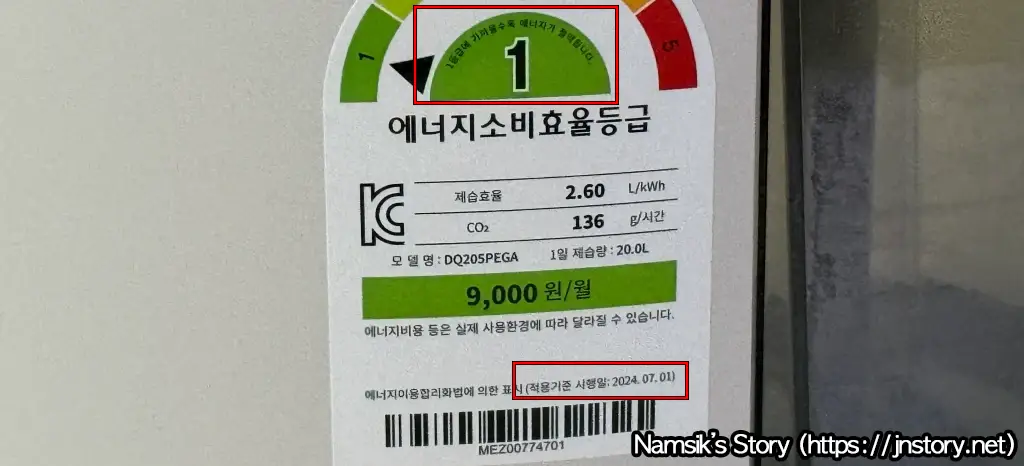 1등급에 가까울수록 에너지가 절약됩니다.
1
1
5
에너지소비효율등급
제습효율 2.60 L/kWh
CO₂ 136 g/시간
모 델 명 : DQ205PEGA 1일 제습량 : 20.0L
9,000 원/월
에너지비용 등은 실제 사용환경에 따라 달라질 수 있습니다.
에너지이용합리화법에 의한 표시 (적용기준 시행일: 2024. 07. 01)
MEZ00774701
Namsik's Story (https://jnstory.net)